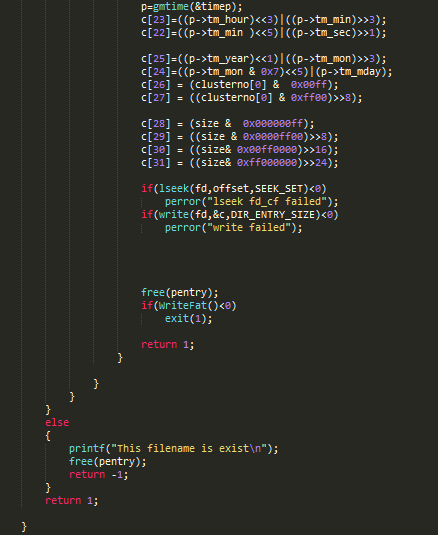 p=gmtime(&timep);
c[23]=((p->tm_hour)<<3)|((p->tm_min)>>3);
c[22]=((p->tm_min )<<5)|((p->tm_sec)>>1);
c[25]=((p->tm_year)<<1)|((p->tm_mon)>>3);
c[24]=((p->tm_mon & 0x7)<<5)|(p->tm_mday);
c[26] = (clusterno[0] &  0x00ff);
c[27] = ((clusterno[0] & 0xff00)>>8);
c[28] = (size &  0x000000ff);
c[29] = ((size & 0x0000ff00)>>8);
c[30] = ((size& 0x00ff0000)>>16);
c[31] = ((size& 0xff000000)>>24);
if(lseek(fd,offset,SEEK_SET)<0)
perror("lseek fd_cf failed");
if(write(fd,&c,DIR_ENTRY_SIZE)<0)
perror("write failed");
free(pentry);
if(WriteFat()<0)
exit(1);
return 1;
}
}
}
}
else
{
printf("This filename is exist\n");
free(pentry);
return -1;
}
return 1;
}